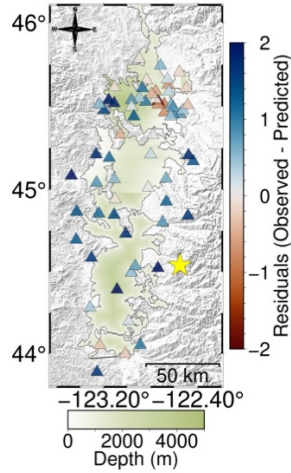 46°
45°
44°
N
W
E
S
50 km
−123.20°
−122.40°
0
2000
4000
Depth (m)
2
1
0
−1
−2
Residuals (Observed - Predicted)